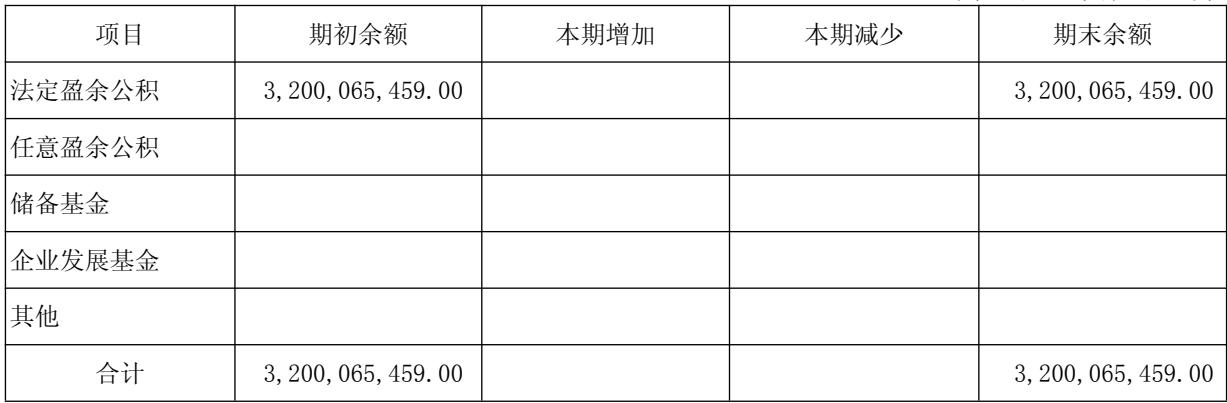 项目 期初余额 本期增加 本期减少 期末余额
法定盈余公积 3,200,065,459.00 3,200,065,459.00
任意盈余公积
储备基金
企业发展基金
其他
合计 3,200,065,459.00 3,200,065,459.00